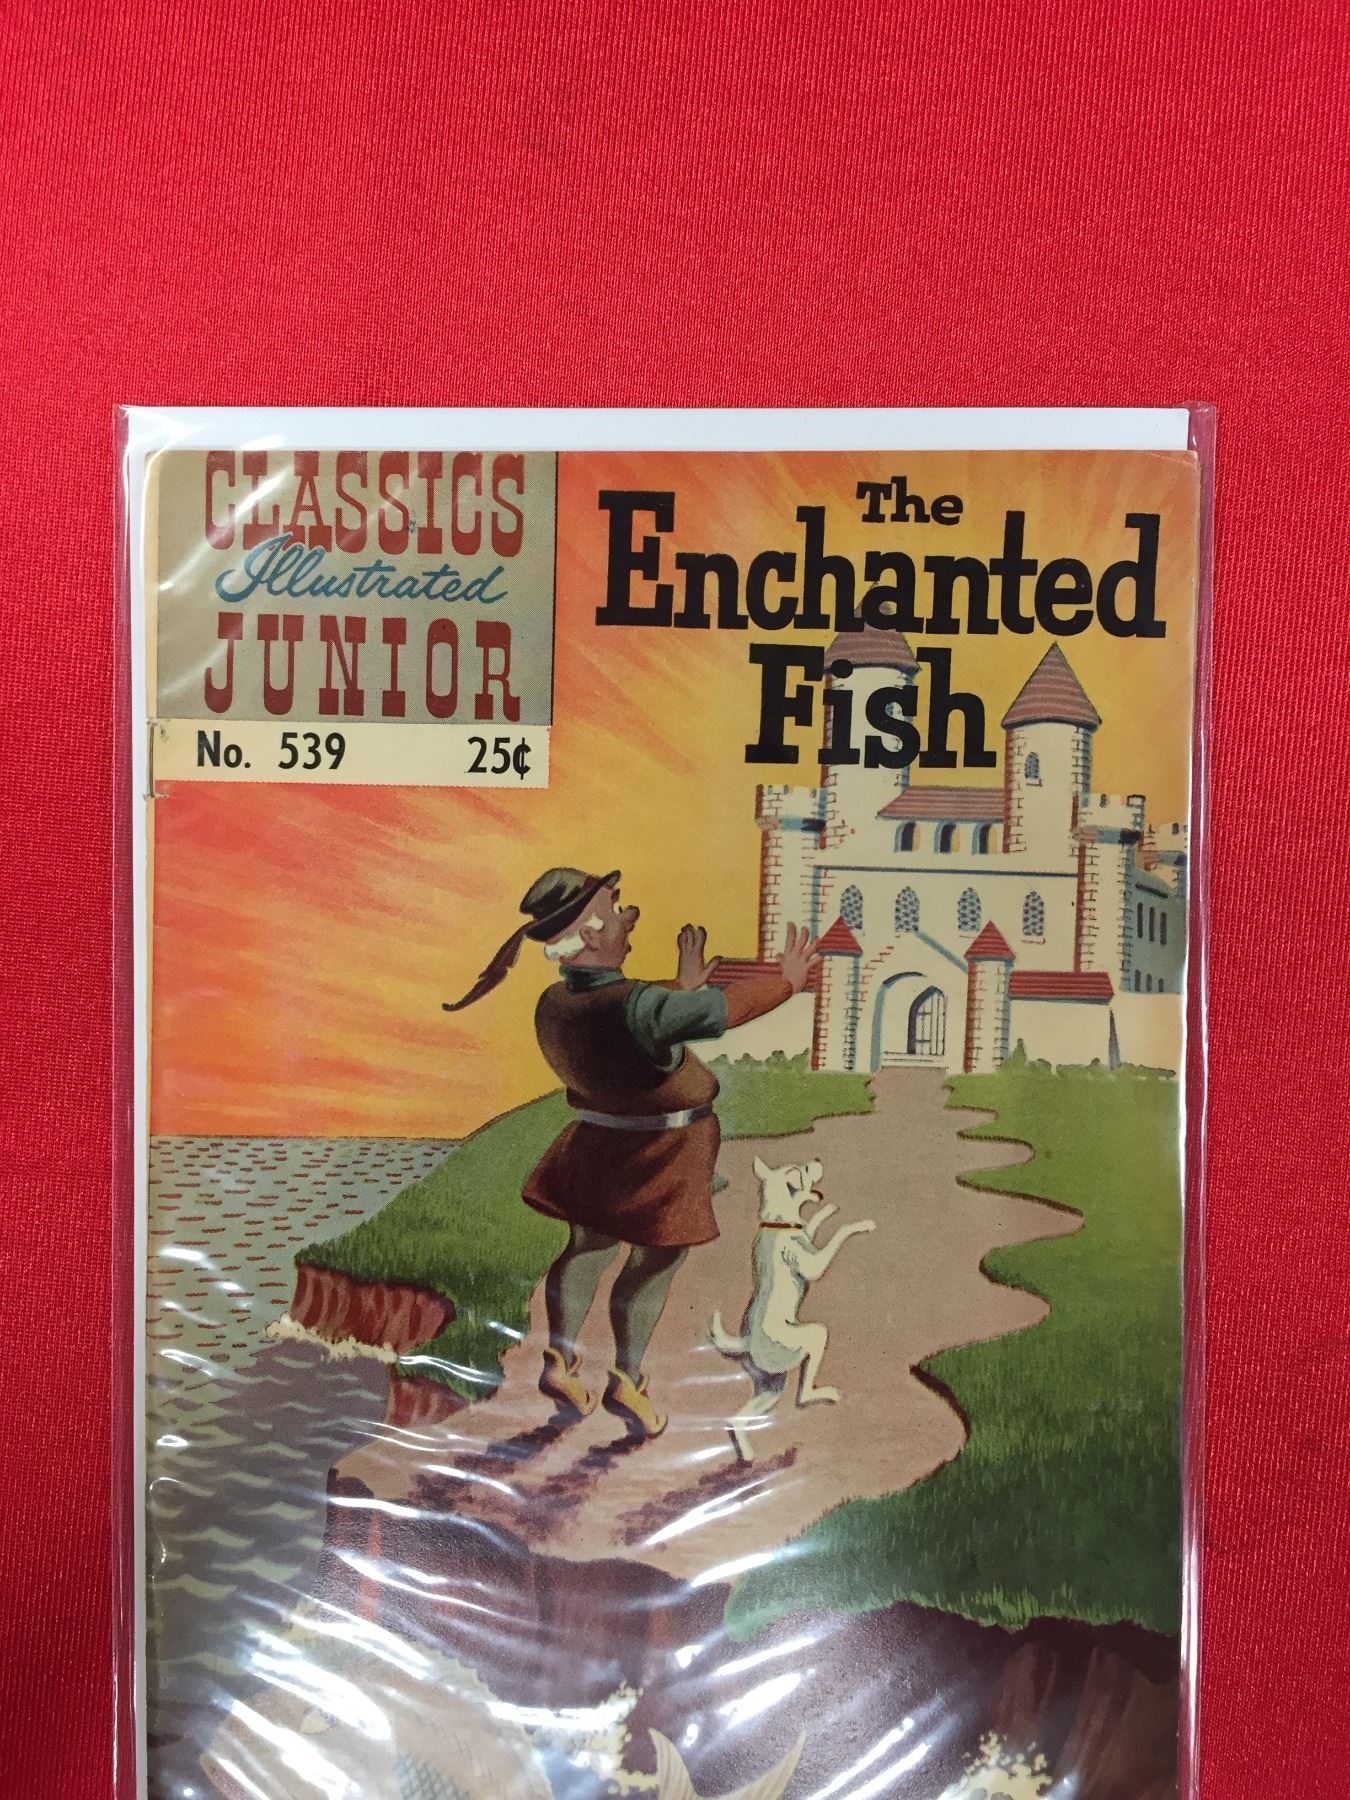 CLASSICS
Illustrated
JUNIOR
No. 539 25¢
The
Enchanted
Fish